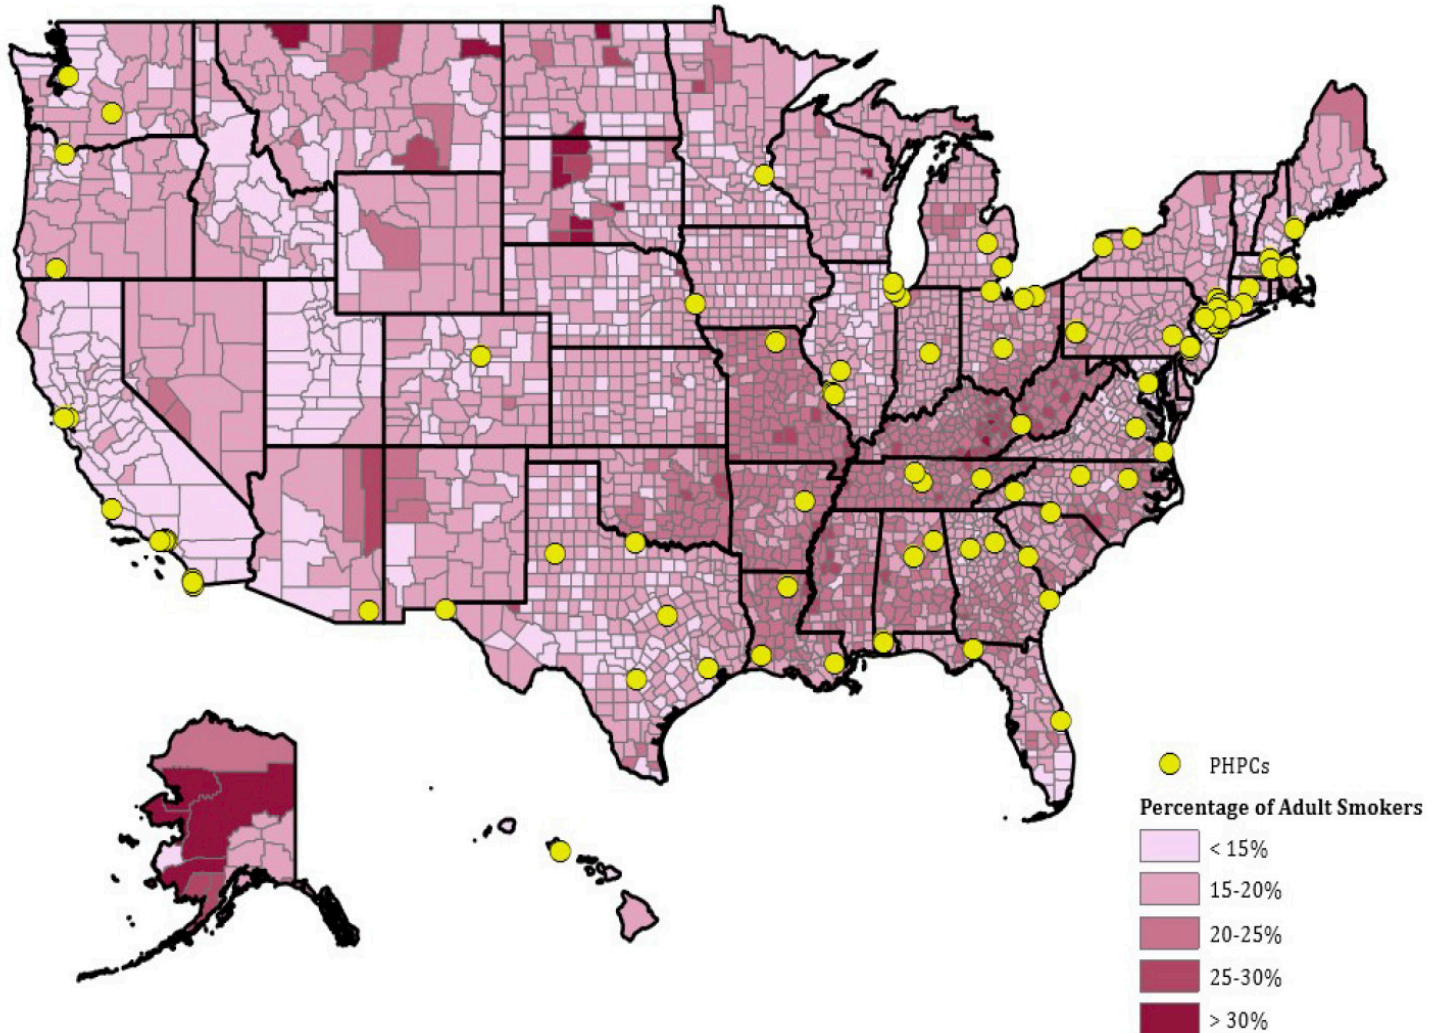 PHPCs
Percentage of Adult Smokers
< 15%
15-20%
20-25%
25-30%
> 30%